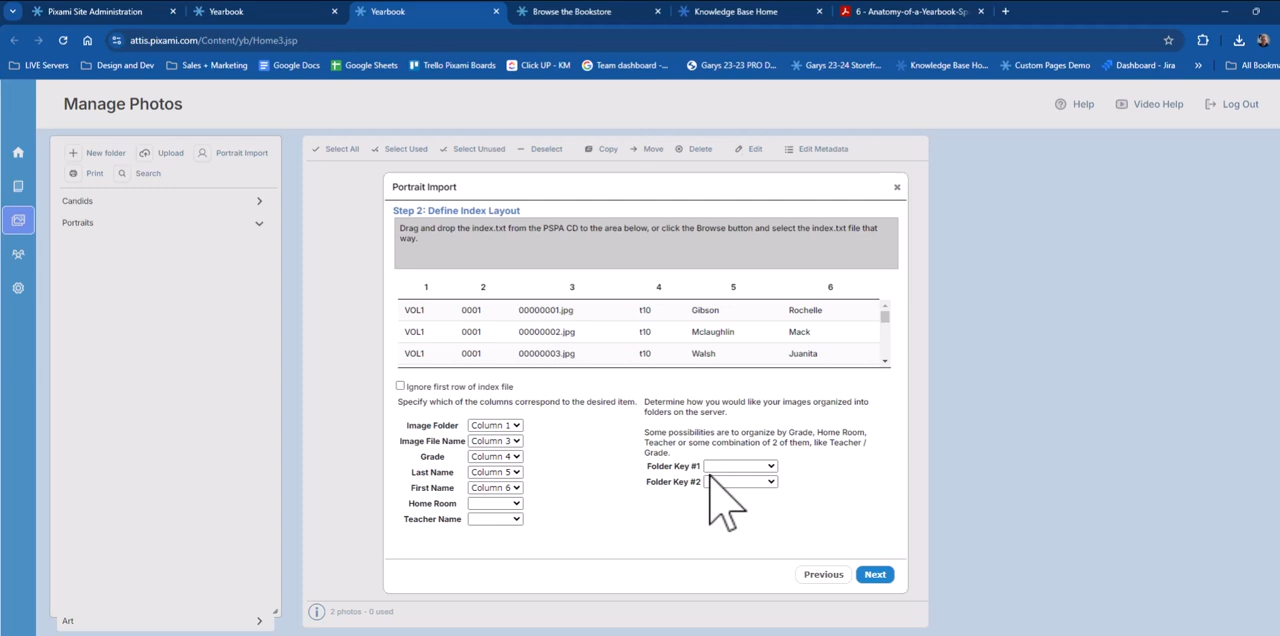 Pixami Site Administration
Yearbook
Yearbook
Browse the Bookstore
Knowledge Base Home
6 - Anatomy-of-a-Yearbook-Sp
attis.pixami.com/Content/yb/Home3.jsp
LIVE Servers
Design and Dev
Sales + Marketing
Google Docs
Google Sheets
Trello Pixami Boards
Click UP - KM
Team dashboard -...
Garys 23-23 PRO D...
Garys 23-24 Storefr...
Knowledge Base Ho...
Custom Pages Demo
Dashboard - Jira
All Bookma
Manage Photos
Help
Video Help
Log Out
New folder
Upload
Portrait Import
Print
Search
Candids
Portraits
Art
Select All
Select Used
Select Unused
Deselect
Copy
Move
Delete
Edit
Edit Metadata
Portrait Import
Step 2: Define Index Layout
Drag and drop the index.txt from the PSPA CD to the area below, or click the Browse button and select the index.txt file that
way.
1 2 3 4 5 6
VOL1 0001 00000001.jpg t10 Gibson Rochelle
VOL1 0001 00000002.jpg t10 Mclaughlin Mack
VOL1 0001 00000003.jpg t10 Walsh Juanita
Ignore first row of index file
Specify which of the columns correspond to the desired item.
Image Folder Column 1
Image File Name Column 3
Grade Column 4
Last Name Column 5
First Name Column 6
Home Room
Teacher Name
Determine how you would like your images organized into
folders on the server.
Some possibilities are to organize by Grade, Home Room,
Teacher or some combination of 2 of them, like Teacher /
Grade.
Folder Key #1
Folder Key #2
Previous
Next
2 photos - 0 used